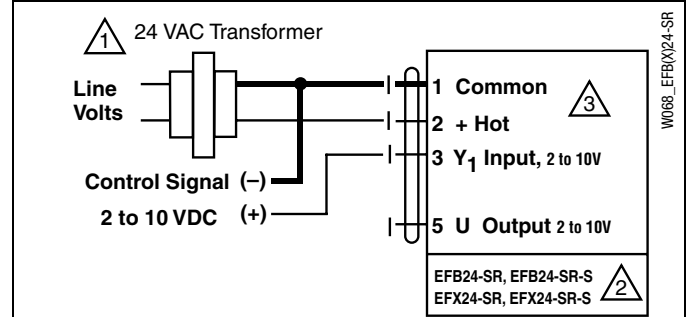 1 24 VAC Transformer
Line
Volts
1 Common
3
2 + Hot
3 Y1 Input, 2 to 10V
Control Signal (–)
2 to 10 VDC (+)
5 U Output 2 to 10V
EFB24-SR, EFB24-SR-S
EFX24-SR, EFX24-SR-S
2
W068_EFB(X)24-SR